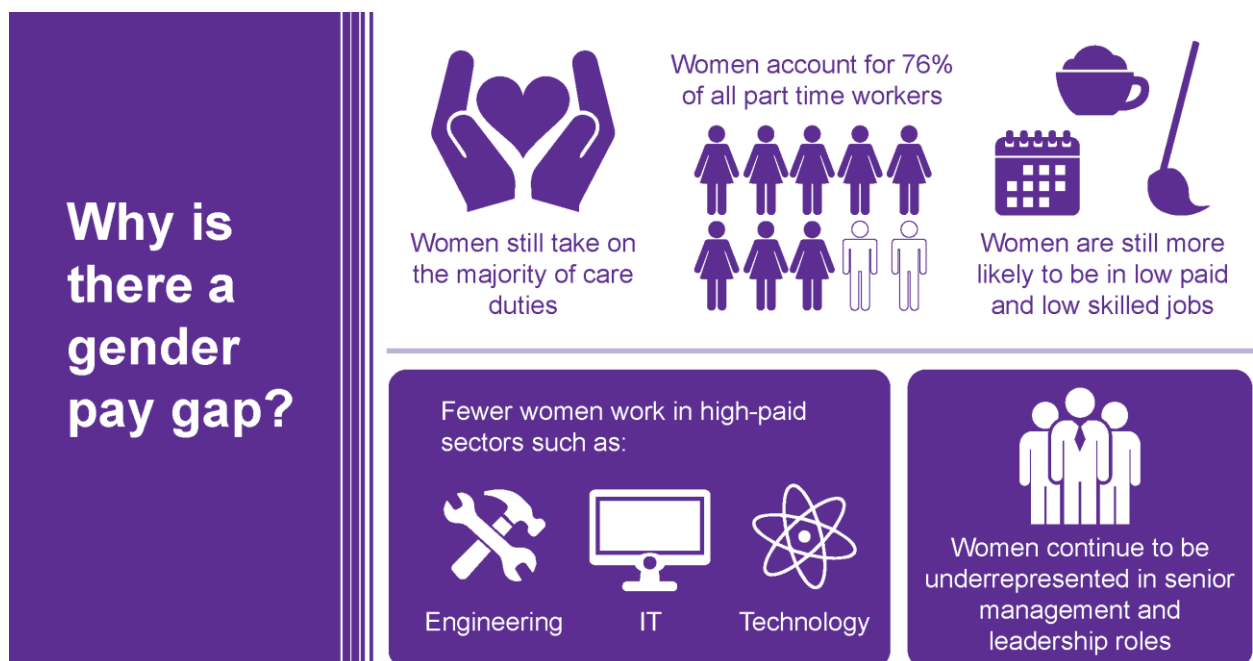 Why is
there a
gender
pay gap?
Women still take on
the majority of care
duties
Women account for 76%
of all part time workers
Women are still more
likely to be in low paid
and low skilled jobs
Fewer women work in high-paid
sectors such as:
Engineering
IT
Technology
Women continue to be
underrepresented in senior
management and
leadership roles